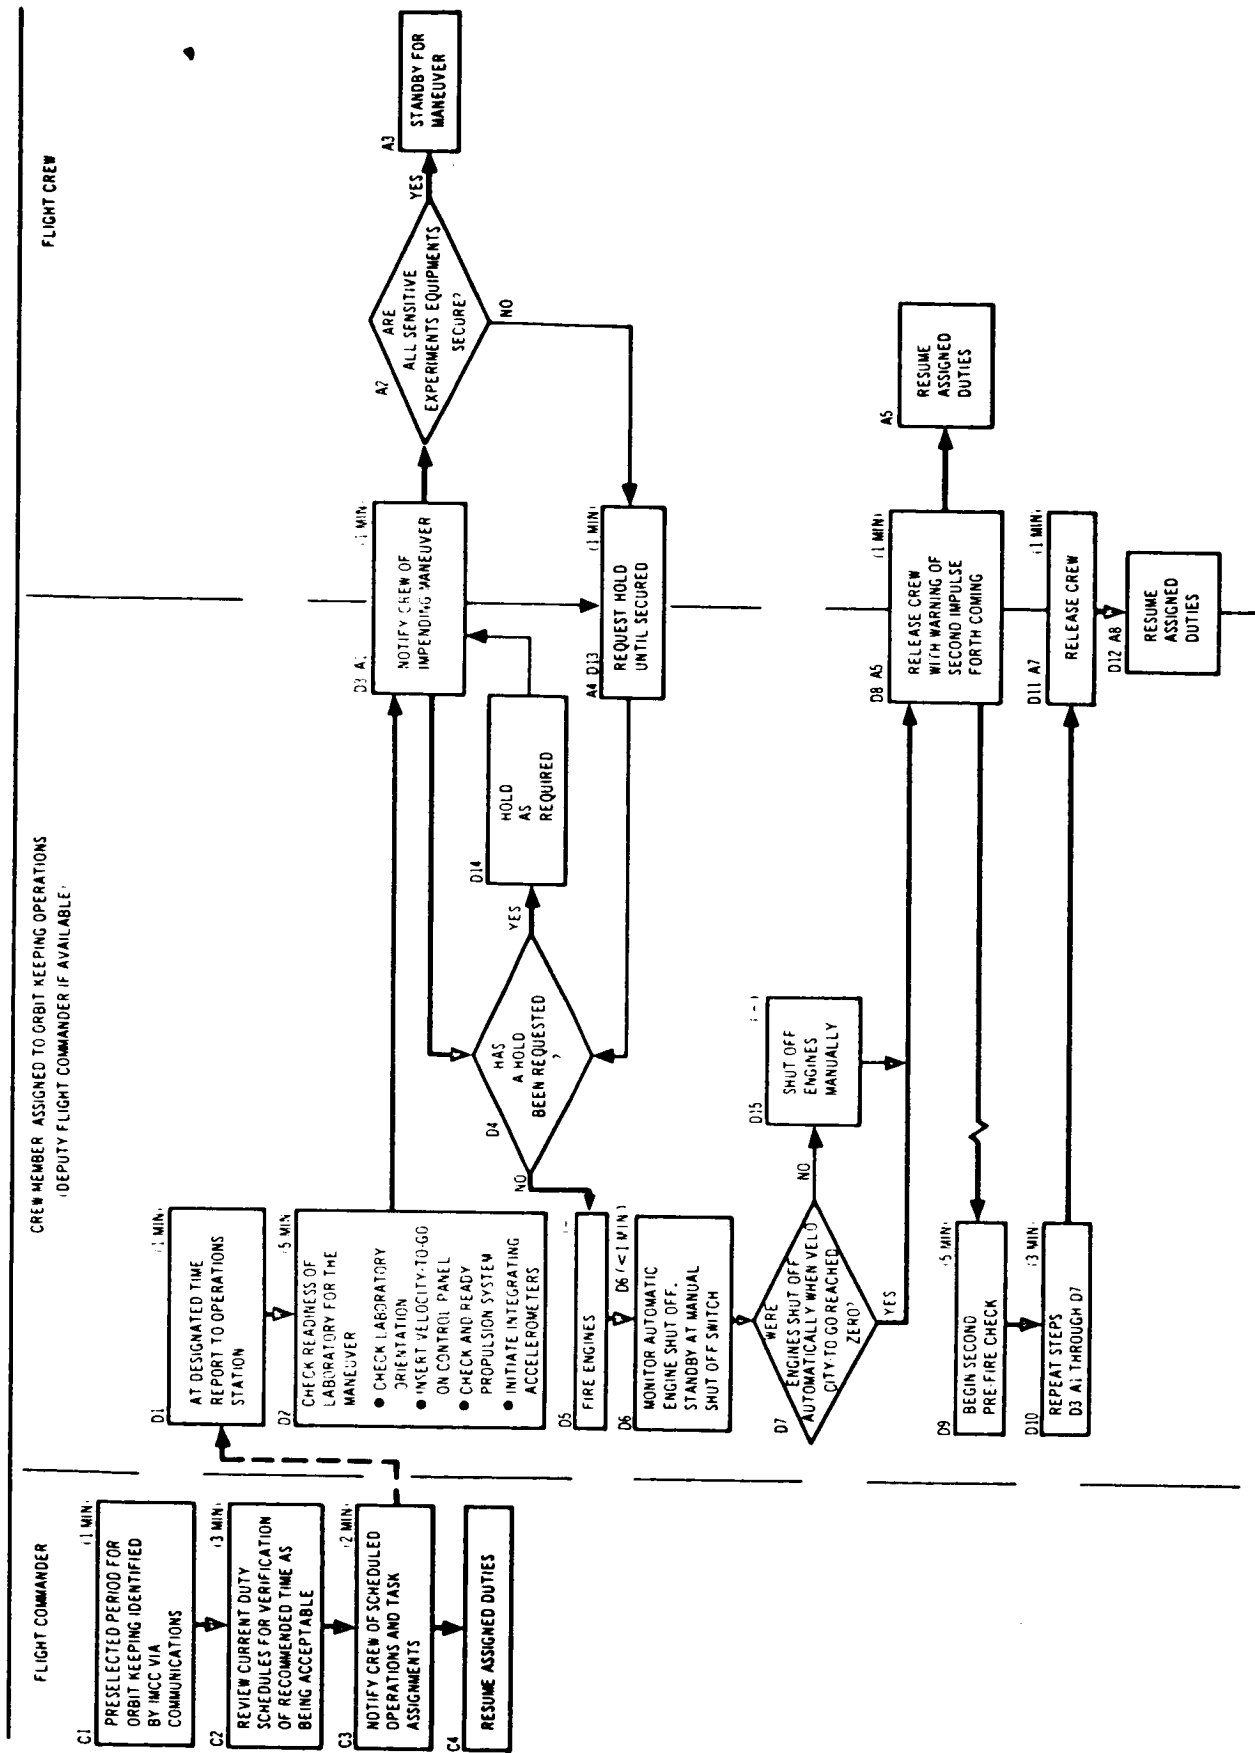 FLIGHT COMMANDER
CREW MEMBER ASSIGNED TO ORBIT KEEPING OPERATIONS
(DEPUTY FLIGHT COMMANDER IF AVAILABLE)
FLIGHT CREW
C1
(1 MIN)
PRESELECTED PERIOD FOR
ORBIT KEEPING IDENTIFIED
BY IMCC VIA
COMMUNICATIONS
C2
(3 MIN)
REVIEW CURRENT DUTY
SCHEDULES FOR VERIFICATION
OF RECOMMENDED TIME AS
BEING ACCEPTABLE
C3
(2 MIN)
NOTIFY CREW OF SCHEDULED
OPERATIONS AND TASK
ASSIGNMENTS
C4
RESUME ASSIGNED DUTIES
D1
(1 MIN)
AT DESIGNATED TIME
REPORT TO OPERATIONS
STATION
D2
(5 MIN)
CHECK READINESS OF
LABORATORY FOR THE
MANEUVER
● CHECK LABORATORY
ORIENTATION
● INSERT VELOCITY-TO-GO
ON CONTROL PANEL
● CHECK AND READY
PROPULSION SYSTEM
● INITIATE INTEGRATING
ACCELEROMETERS
D3 A1
(1 MIN)
NOTIFY CREW OF
IMPENDING MANEUVER
A2
ARE
ALL SENSITIVE
EXPERIMENTS EQUIPMENTS
SECURE?
YES
NO
A3
STANDBY FOR
MANEUVER
D4
HAS
A HOLD
BEEN REQUESTED
?
YES
NO
D14
HOLD
AS
REQUIRED
A4 D13
(1 MIN)
REQUEST HOLD
UNTIL SECURED
D5
(-)
FIRE ENGINES
D6
D6 (<1 MIN)
MONITOR AUTOMATIC
ENGINE SHUT OFF.
STANDBY AT MANUAL
SHUT OFF SWITCH
D7
WERE
ENGINES SHUT OFF
AUTOMATICALLY WHEN VELO
CITY-TO GO REACHED
ZERO?
NO
YES
D15
(-)
SHUT OFF
ENGINES
MANUALLY
D8 A5
(1 MIN)
RELEASE CREW
WITH WARNING OF
SECOND IMPULSE
FORTH COMING
A5
RESUME
ASSIGNED
DUTIES
D9
(5 MIN)
BEGIN SECOND
PRE-FIRE CHECK
D10
(3 MIN)
REPEAT STEPS
D3 A1 THROUGH D7
D11 A7
(1 MIN)
RELEASE CREW
D12 A8
RESUME
ASSIGNED
DUTIES